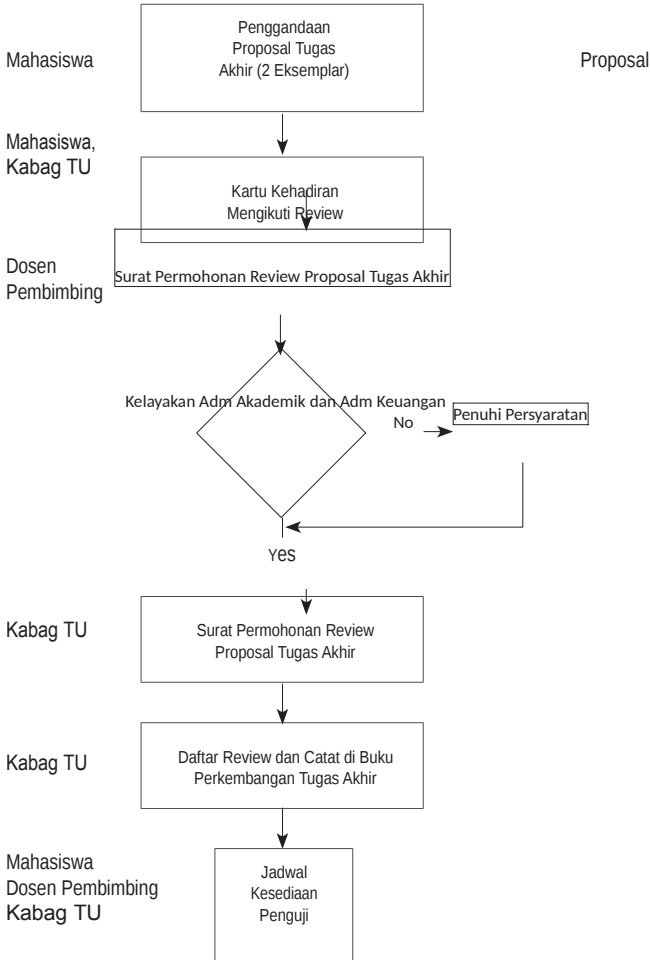 Penggandaan
Proposal Tugas
Akhir (2 Eksemplar)
Mahasiswa
Proposal
Mahasiswa,
Kabag TU
Kartu Kehadiran
Mengikuti Review
Dosen
Pembimbing
Surat Permohonan Review Proposal Tugas Akhir
Kelayakan Adm Akademik dan Adm Keuangan
No
Penuhi Persyaratan
Yes
Kabag TU
Surat Permohonan Review
Proposal Tugas Akhir
Kabag TU
Daftar Review dan Catat di Buku
Perkembangan Tugas Akhir
Mahasiswa
Dosen Pembimbing
Kabag TU
Jadwal
Kesediaan
Penguji